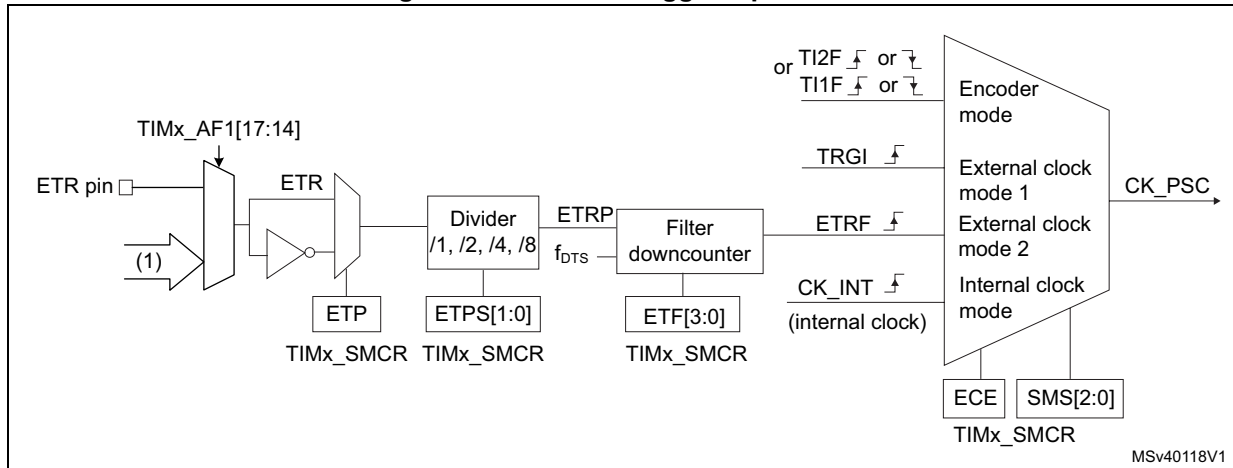 or TI2F or
TI1F or
Encoder
mode
TIMx_AF1[17:14]
TRGI
External clock
mode 1
CK_PSC
ETR pin
ETR
Divider
/1, /2, /4, /8
ETRP
fDTS
Filter
downcounter
ETRF
External clock
mode 2
(1)
CK_INT
(internal clock)
Internal clock
mode
ETP
TIMx_SMCR
ETPS[1:0]
TIMx_SMCR
ETF[3:0]
TIMx_SMCR
ECE
SMS[2:0]
TIMx_SMCR
MSv40118V1